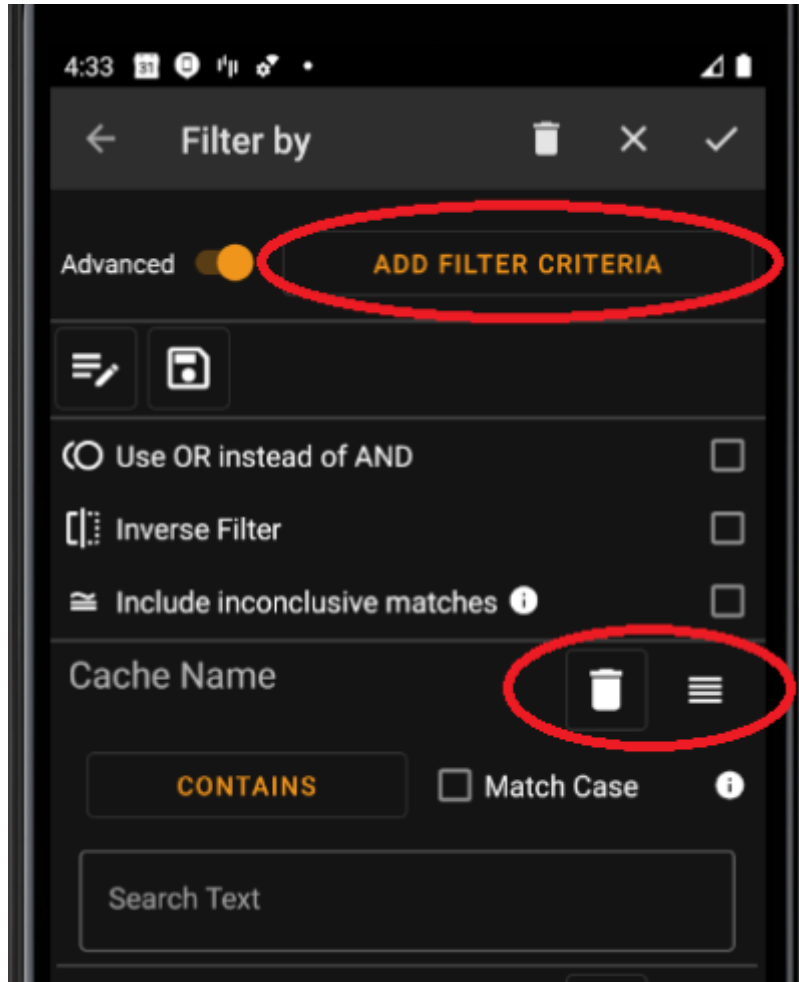 4:33 31
Filter by
Advanced ADD FILTER CRITERIA
Use OR instead of AND
Inverse Filter
Include inconclusive matches i
Cache Name
CONTAINS Match Case i
Search Text